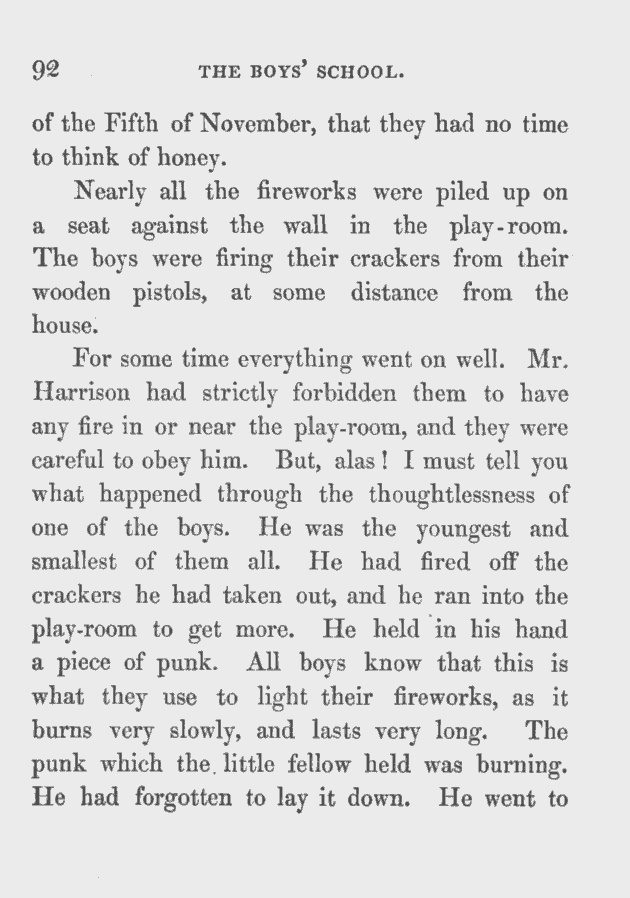 92 THE BOYS' SCHOOL.
of the Fifth of November, that they had no time
to think of honey.
Nearly all the fireworks were piled up on
a seat against the wall in the play-room.
The boys were firing their crackers from their
wooden pistols, at some distance from the
house.
For some time everything went on well. Mr.
Harrison had strictly forbidden them to have
any fire in or near the play-room, and they were
careful to obey him. But, alas! I must tell you
what happened through the thoughtlessness of
one of the boys. He was the youngest and
smallest of them all. He had fired off the
crackers he had taken out, and he ran into the
play-room to get more. He held in his hand
a piece of punk. All boys know that this is
what they use to light their fireworks, as it
burns very slowly, and lasts very long. The
punk which the little fellow held was burning.
He had forgotten to lay it down. He went to